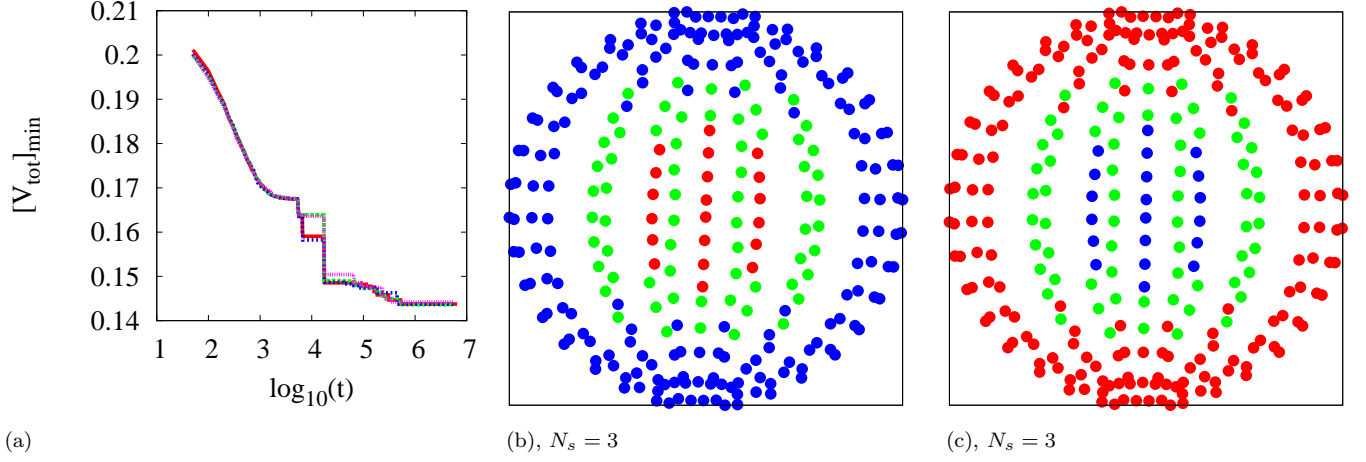 0.21
0.2
0.19
0.18
0.17
0.16
0.15
0.14
[V_tot]_min
1 2 3 4 5 6 7
log_10(t)
(a)
(b), N_s = 3
(c), N_s = 3